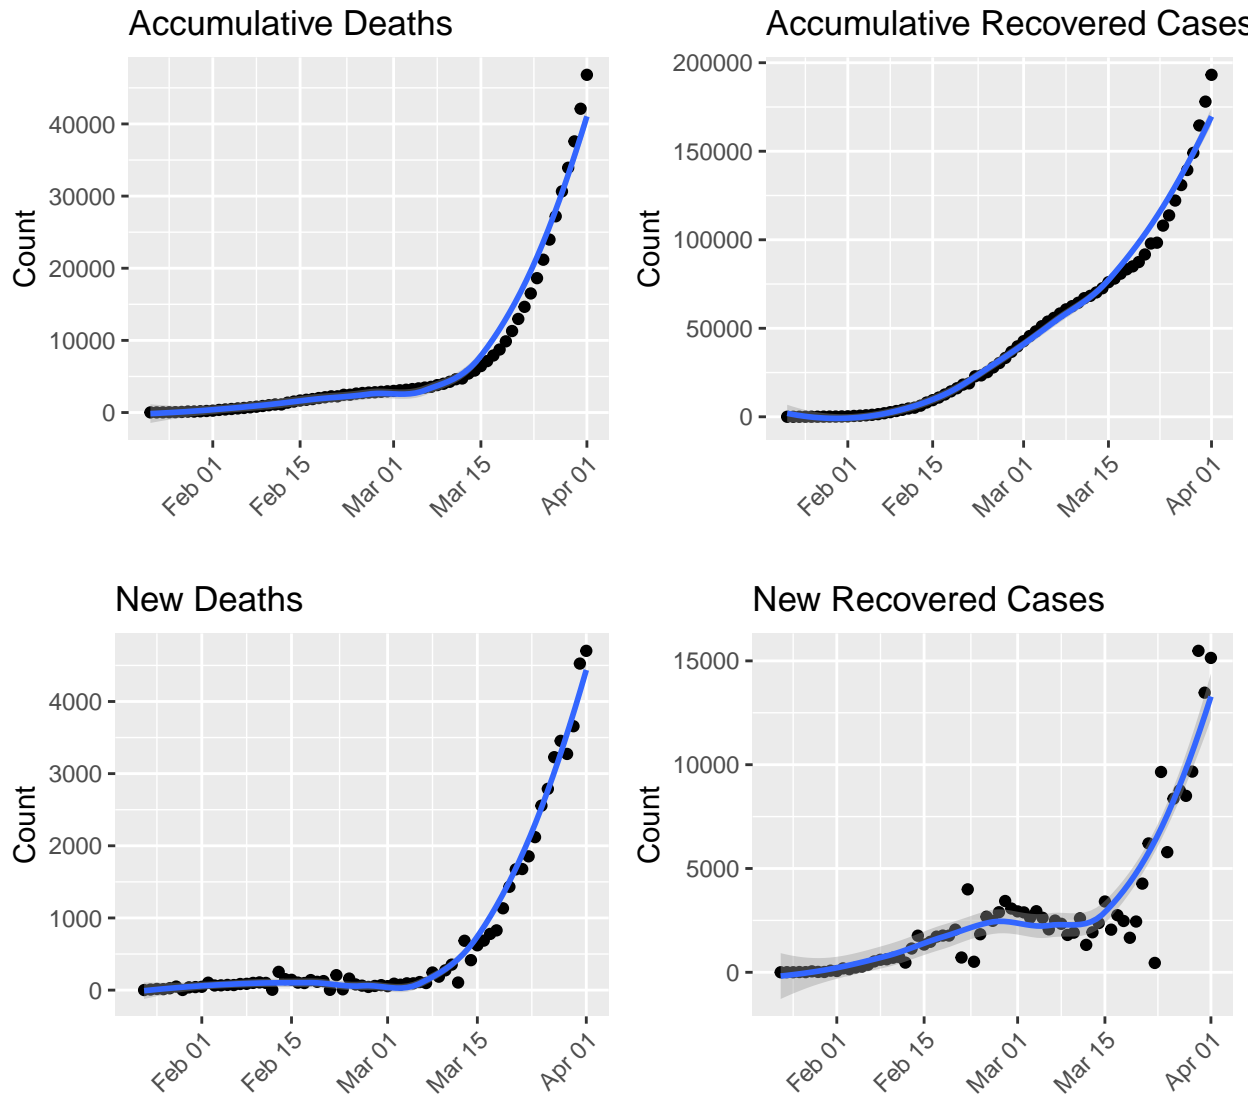 Accumulative Deaths
Count
40000
30000
20000
10000
0
Feb 01
Feb 15
Mar 01
Mar 15
Apr 01
Accumulative Recovered Cases
Count
200000
150000
100000
50000
0
Feb 01
Feb 15
Mar 01
Mar 15
Apr 01
New Deaths
Count
4000
3000
2000
1000
0
Feb 01
Feb 15
Mar 01
Mar 15
Apr 01
New Recovered Cases
Count
15000
10000
5000
0
Feb 01
Feb 15
Mar 01
Mar 15
Apr 01